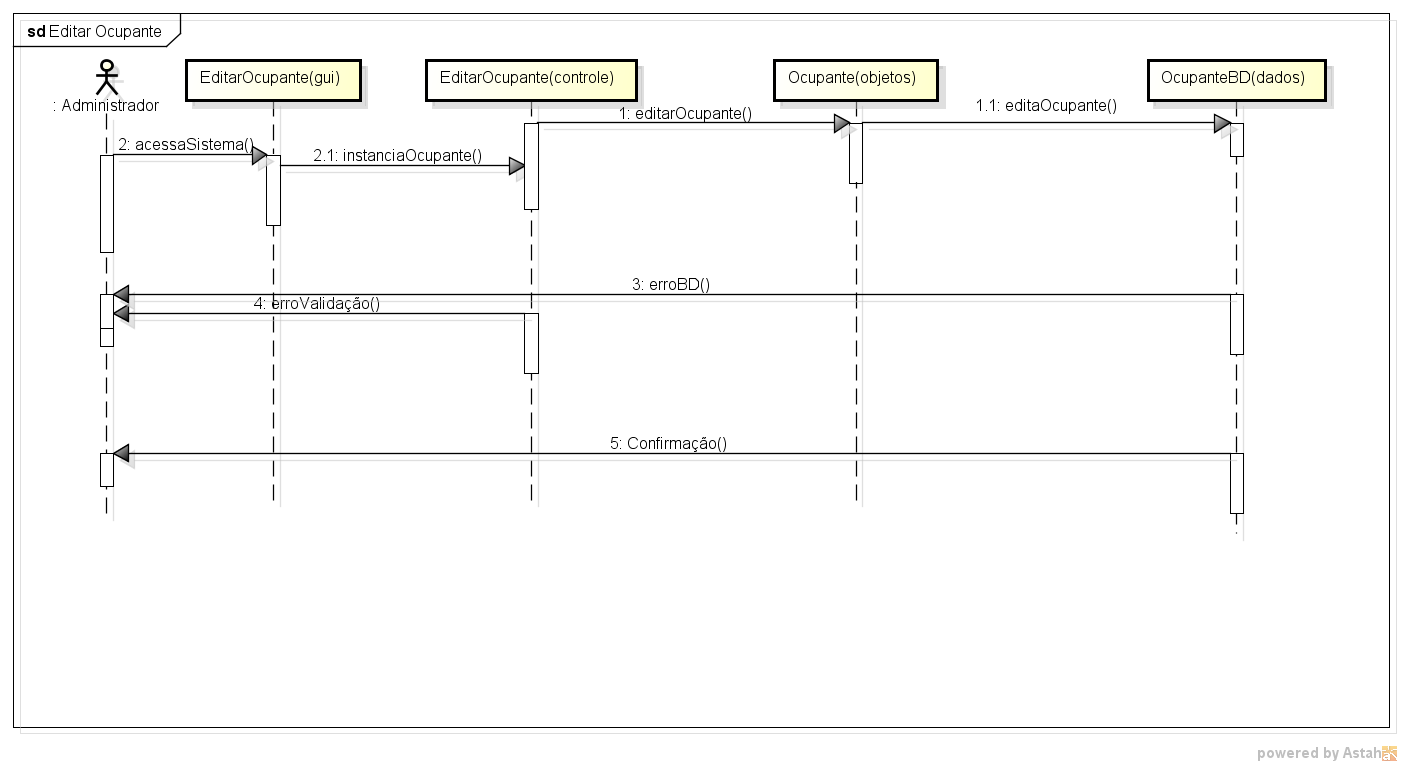 sd Editar Ocupante
EditarOcupante(gui)
EditarOcupante(controle)
Ocupante(objetos)
OcupanteBD(dados)
: Administrador
1: editarOcupante()
1.1: editaOcupante()
2: acessaSistema()
2.1: instanciaOcupante()
3: erroBD()
4: erroValidação()
5: Confirmação()
powered by Astah